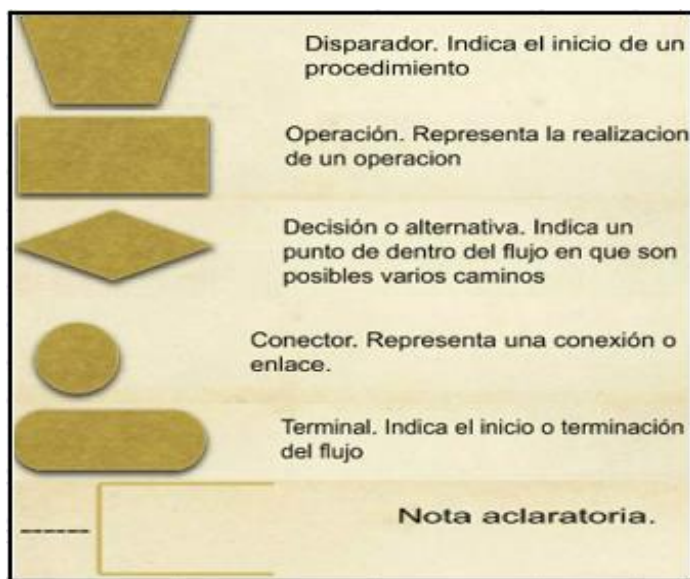 Disparador. Indica el inicio de un
procedimiento
Operación. Representa la realizacion
de un operacion
Decisión o alternativa. Indica un
punto de dentro del flujo en que son
posibles varios caminos
Conector. Representa una conexión o
enlace.
Terminal. Indica el inicio o terminación
del flujo
Nota aclaratoria.